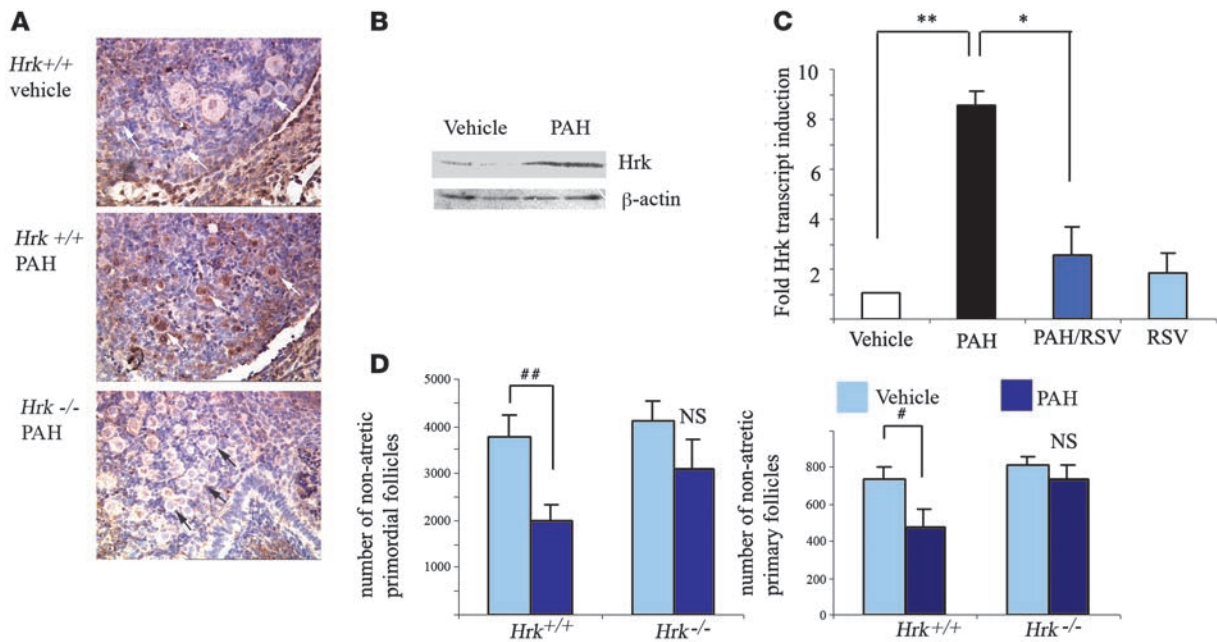 A
Hrk+/+
vehicle
Hrk +/+
PAH
Hrk -/-
PAH
B
Vehicle PAH
Hrk
β-actin
C
** *
Fold Hrk transcript induction
10
8
6
4
2
Vehicle PAH PAH/RSV RSV
D
number of non-atretic
primordial follicles
5000
4000
3000
2000
1000
##
NS
Hrk+/+ Hrk-/-
Vehicle PAH
number of non-atretic
primary follicles
800
600
400
200
0
#
NS
Hrk+/+ Hrk-/-